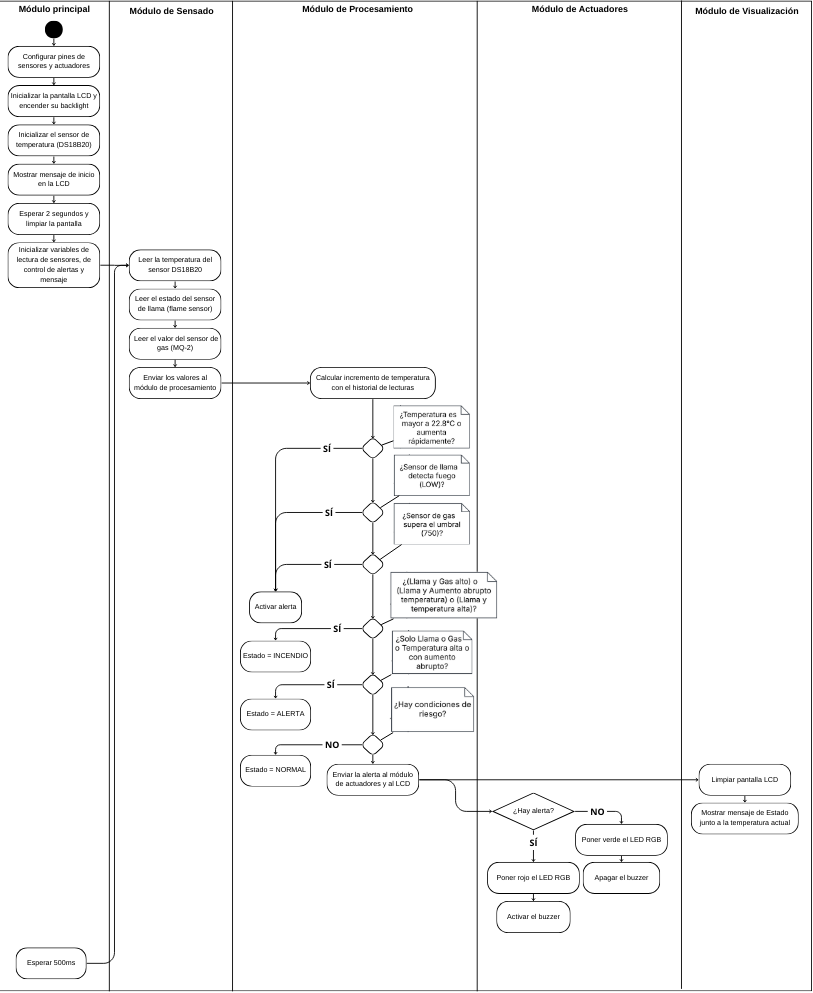 Módulo principal
Módulo de Sensado
Módulo de Procesamiento
Módulo de Actuadores
Módulo de Visualización
Configurar pines de
sensores y actuadores
Inicializar la pantalla LCD y
encender su backlight
Inicializar el sensor de
temperatura (DS18B20)
Mostrar mensaje de inicio
en la LCD
Esperar 2 segundos y
limpiar la pantalla
Inicializar variables de
lectura de sensores, de
control de alertas y
mensaje
Leer la temperatura del
sensor DS18B20
Leer el estado del sensor
de llama (flame sensor)
Leer el valor del sensor de
gas (MQ-2)
Enviar los valores al
módulo de procesamiento
Calcular incremento de temperatura
con el historial de lecturas
¿Temperatura es
mayor a 22.8°C o
aumenta
rápidamente?
SÍ
¿Sensor de llama
detecta fuego
(LOW)?
SÍ
¿Sensor de gas
supera el umbral
(750)?
SÍ
Activar alerta
¿(Llama y Gas alto) o
(Llama y Aumento abrupto
temperatura) o (Llama y
temperatura alta)?
SÍ
Estado = INCENDIO
¿Solo Llama o Gas
o Temperatura alta o
con aumento
abrupto?
SÍ
Estado = ALERTA
¿Hay condiciones de
riesgo?
NO
Estado = NORMAL
Enviar la alerta al módulo
de actuadores y al LCD
¿Hay alerta?
NO
SÍ
Poner verde el LED RGB
Apagar el buzzer
Poner rojo el LED RGB
Activar el buzzer
Limpiar pantalla LCD
Mostrar mensaje de Estado
junto a la temperatura actual
Esperar 500ms